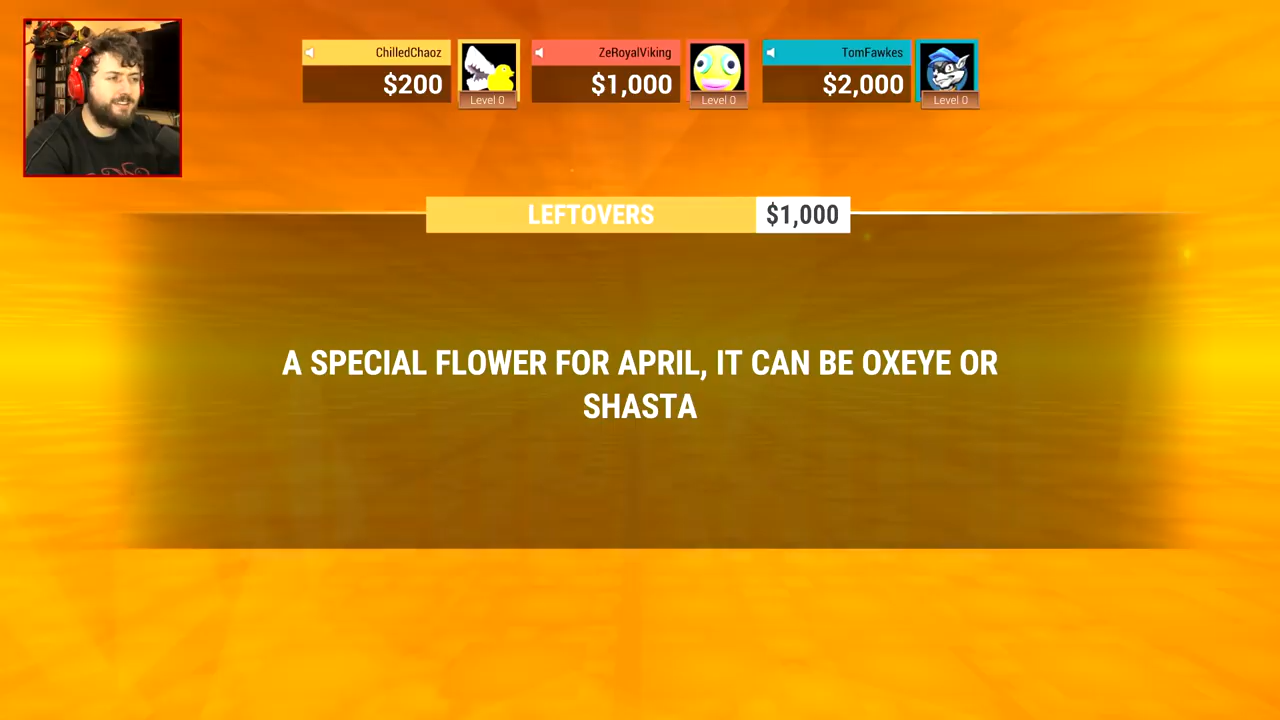 ChilledChaoz
$200
Level 0
ZeRoyalViking
$1,000
Level 0
TomFawkes
$2,000
Level 0
LEFTOVERS $1,000
A SPECIAL FLOWER FOR APRIL, IT CAN BE OXEYE OR
SHASTA